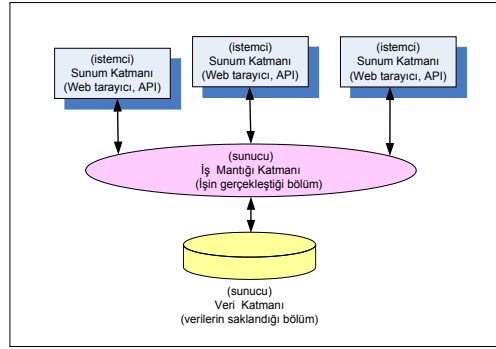 (istemci)
Sunum Katmanı
(Web tarayıcı, API)
(istemci)
Sunum Katmanı
(Web tarayıcı, API)
(istemci)
Sunum Katmanı
(Web tarayıcı, API)
(sunucu)
İş Mantığı Katmanı
(İşin gerçekleştiği bölüm)
(sunucu)
Veri Katmanı
(verilerin saklandığı bölüm)